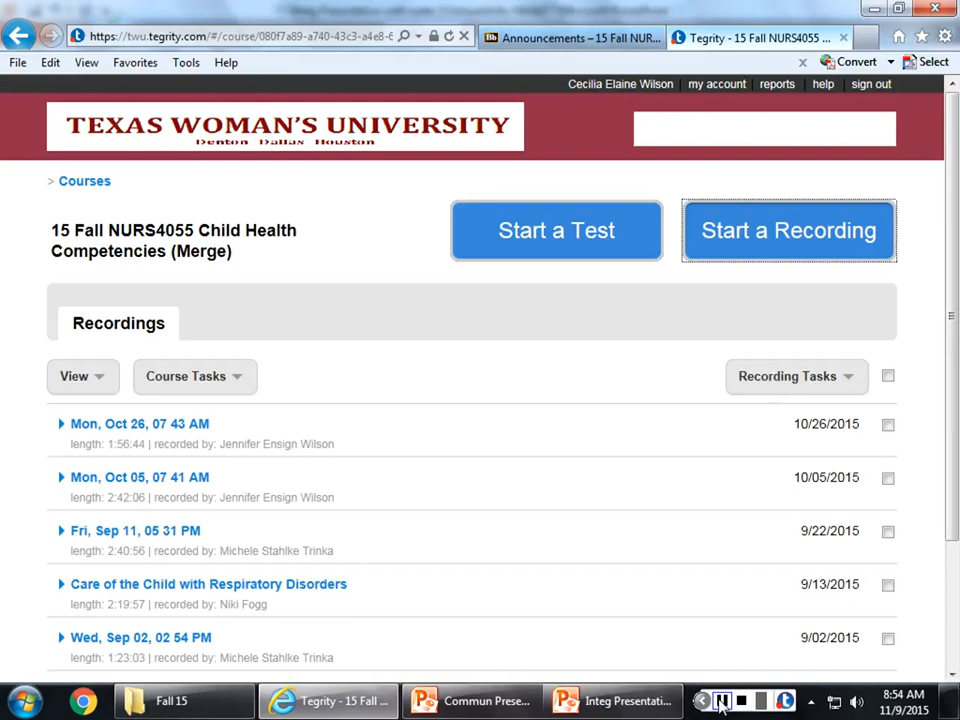 https://twu.tegrity.com/#/course/080f7a89-a740-43c3-a4e8-6
Announcements – 15 Fall NUR...
Tegrity - 15 Fall NURS4055 ...
File Edit View Favorites Tools Help
Convert Select
Cecilia Elaine Wilson | my account | reports | help | sign out
TEXAS WOMAN'S UNIVERSITY
Denton Dallas Houston
> Courses
15 Fall NURS4055 Child Health
Competencies (Merge)
Start a Test
Start a Recording
Recordings
View
Course Tasks
Recording Tasks
Mon, Oct 26, 07 43 AM 10/26/2015
length: 1:56:44 | recorded by: Jennifer Ensign Wilson
Mon, Oct 05, 07 41 AM 10/05/2015
length: 2:42:06 | recorded by: Jennifer Ensign Wilson
Fri, Sep 11, 05 31 PM 9/22/2015
length: 2:40:56 | recorded by: Michele Stahlke Trinka
Care of the Child with Respiratory Disorders 9/13/2015
length: 2:19:57 | recorded by: Niki Fogg
Wed, Sep 02, 02 54 PM 9/02/2015
length: 1:23:03 | recorded by: Michele Stahlke Trinka
Fall 15
Tegrity - 15 Fall ...
Commun Prese...
Integ Presentati...
8:54 AM
11/9/2015